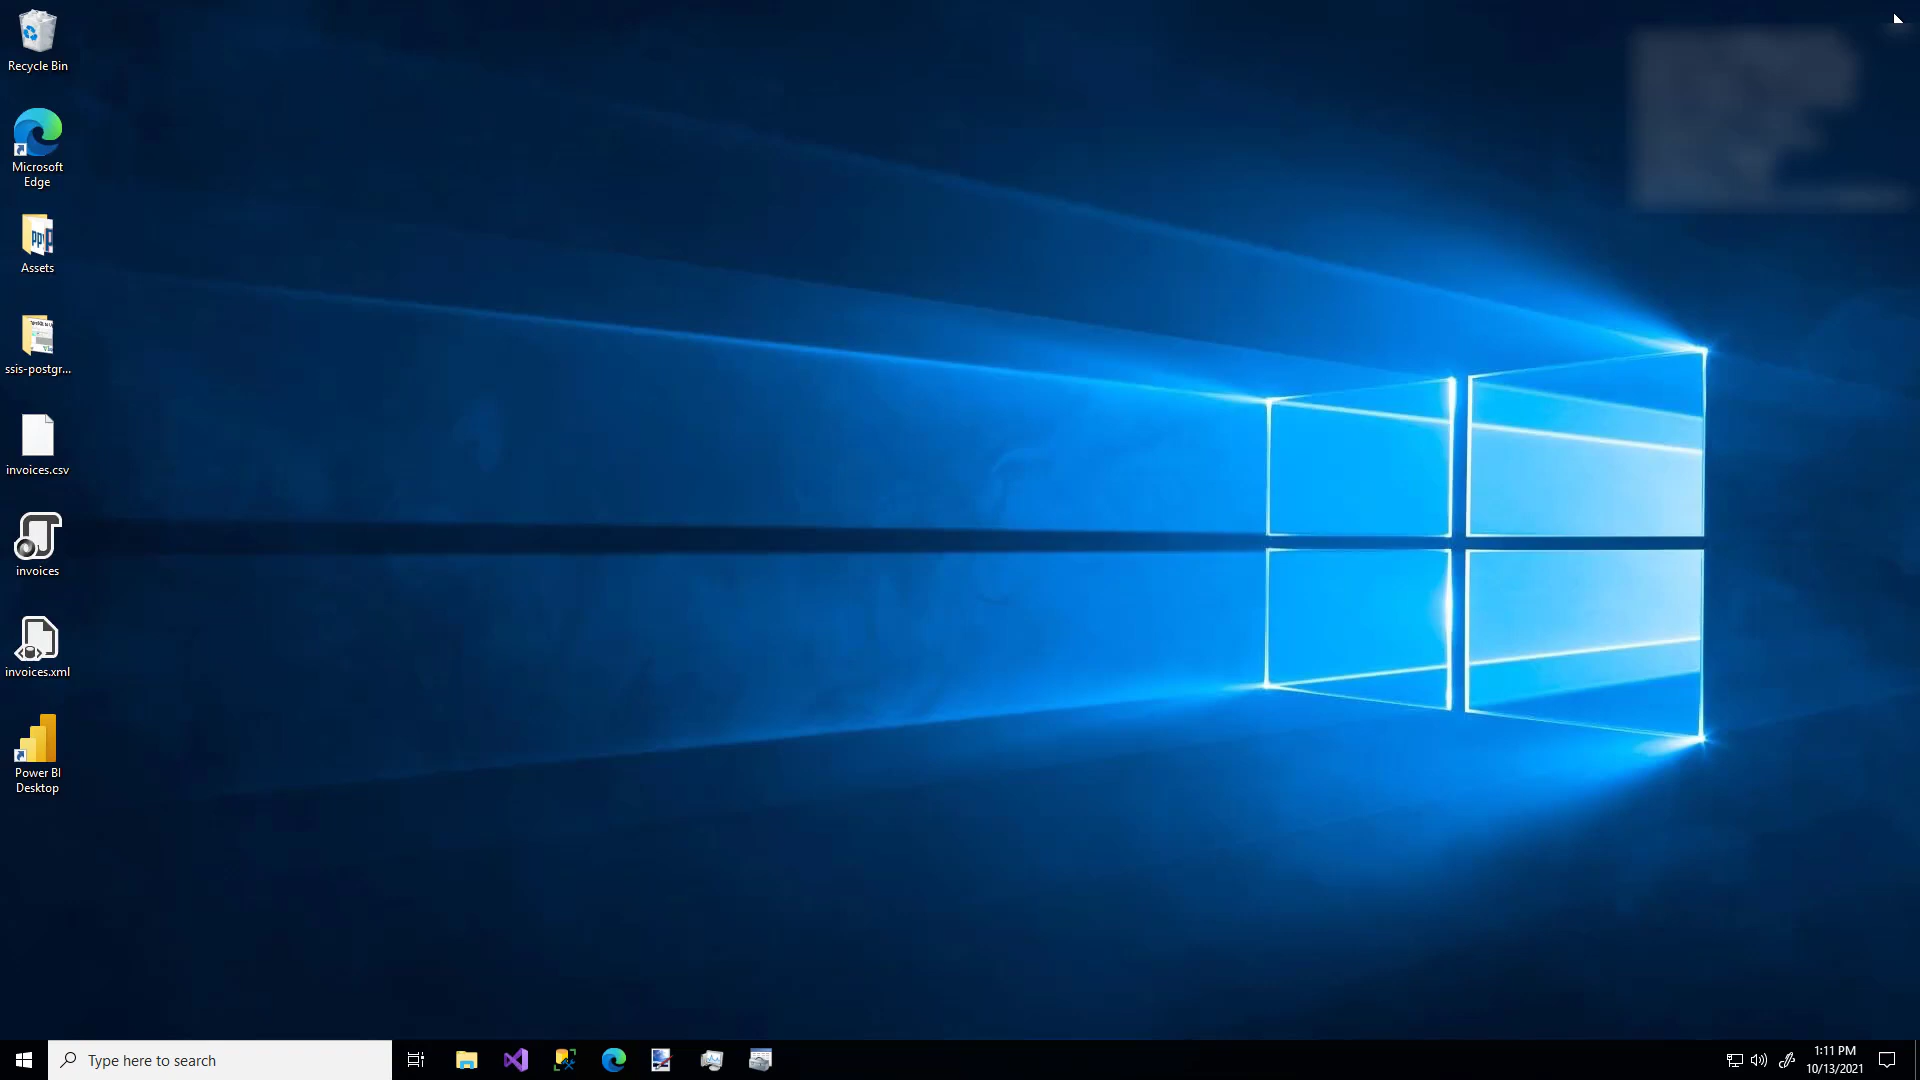 Recycle Bin
Microsoft
Edge
Assets
ssis-postgr...
invoices.csv
invoices
invoices.xml
Power BI
Desktop
Type here to search
1:11 PM
10/13/2021